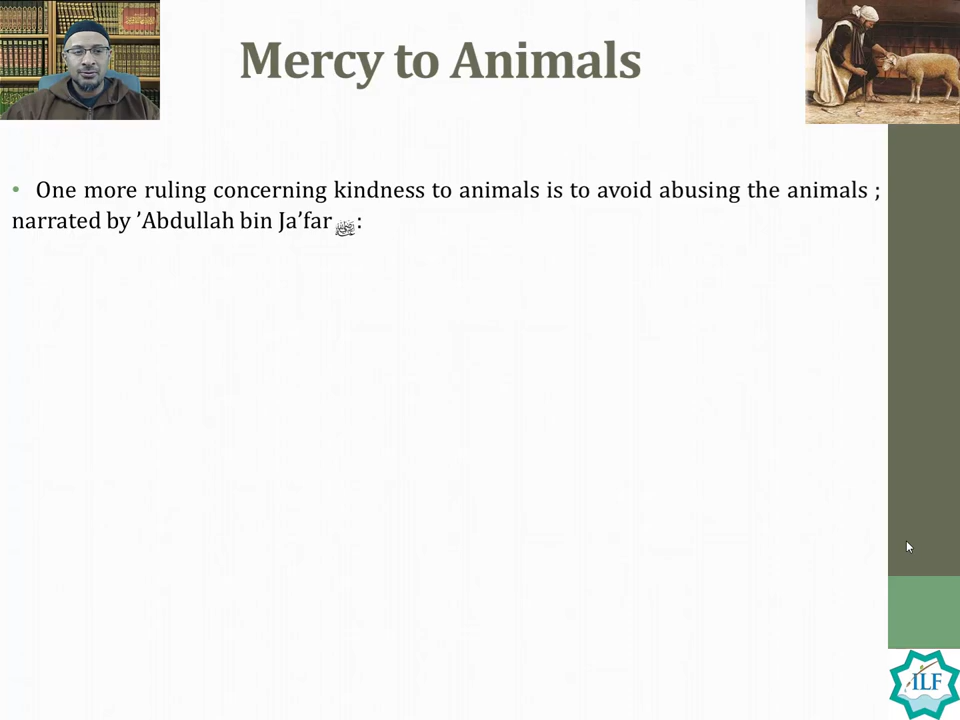 Mercy to Animals
• One more ruling concerning kindness to animals is to avoid abusing the animals ;
narrated by ’Abdullah bin Ja’far :
ILF